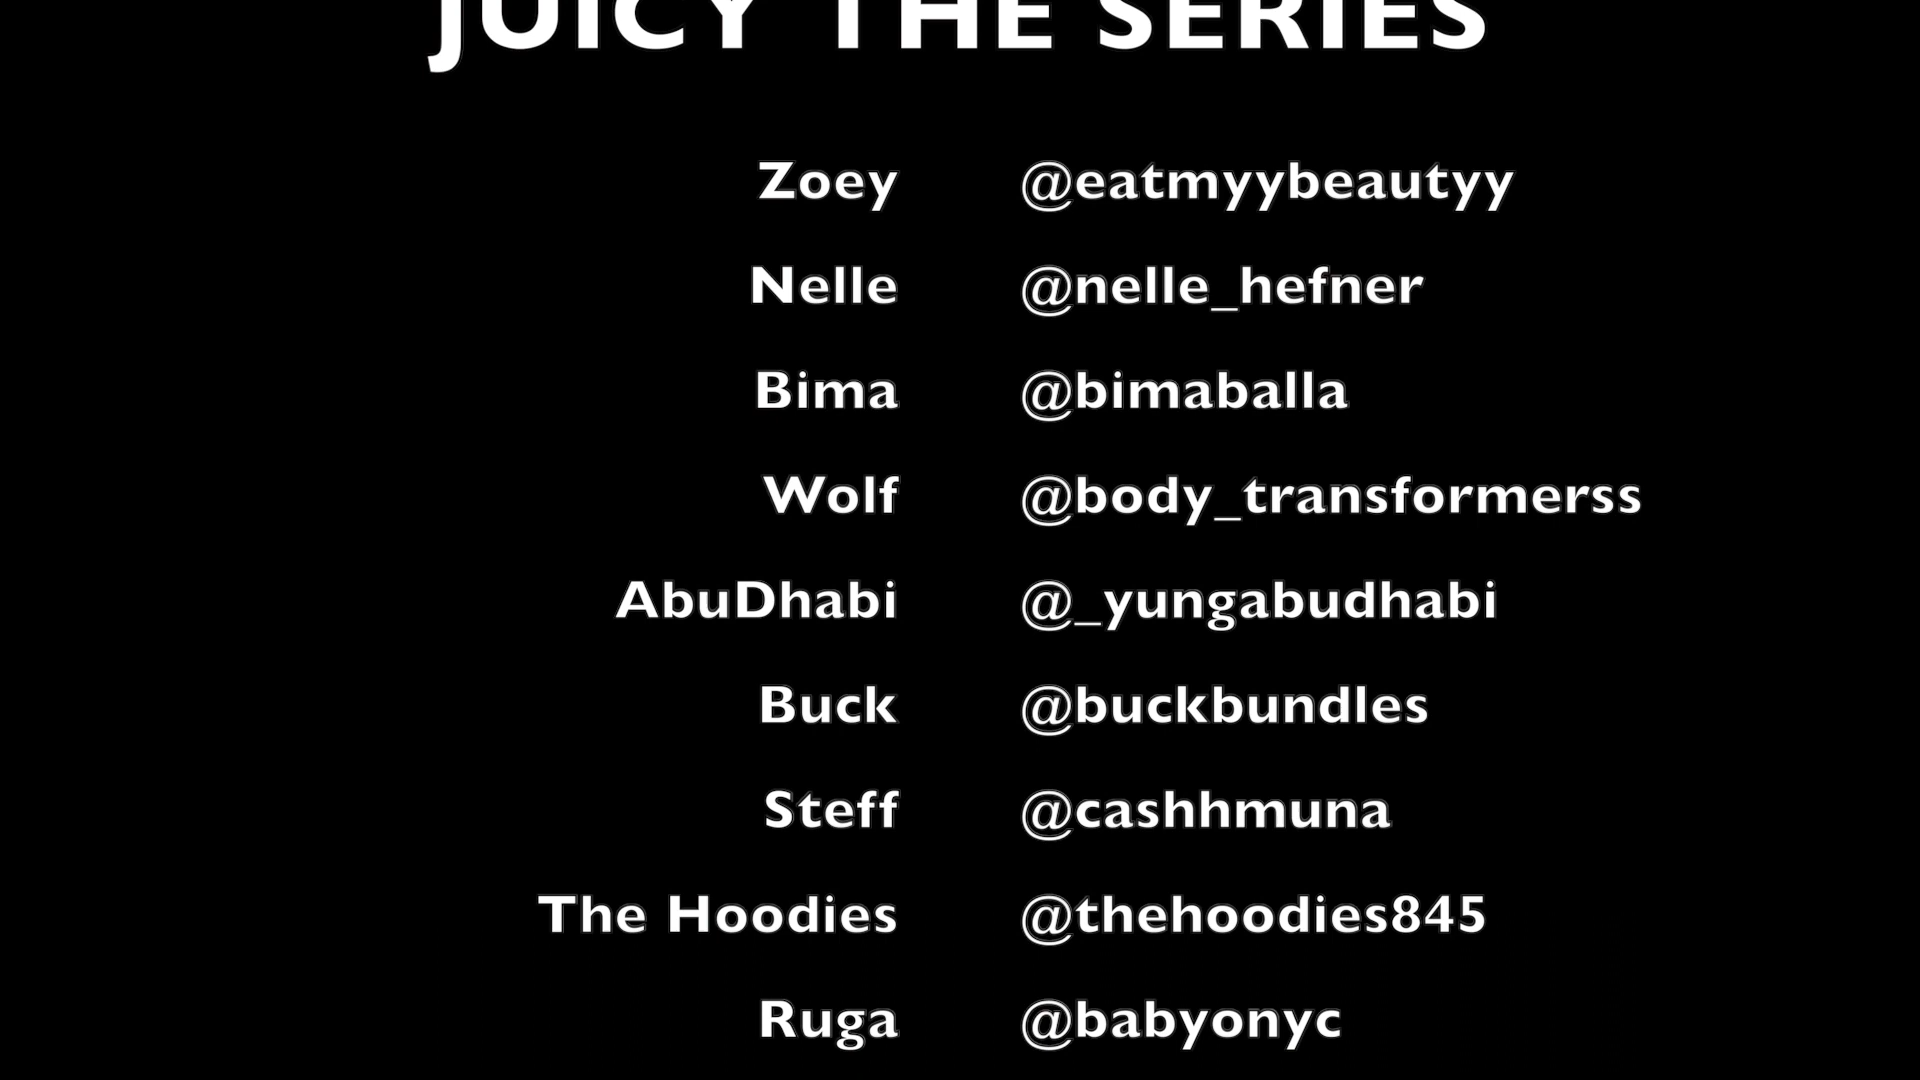 JUICY THE SERIES
Zoey @eatmyybeautyy
Nelle @nelle_hefner
Bima @bimaballa
Wolf @body_transformerss
AbuDhabi @_yungabudhabi
Buck @buckbundles
Steff @cashhmuna
The Hoodies @thehoodies845
Ruga @babyonyc